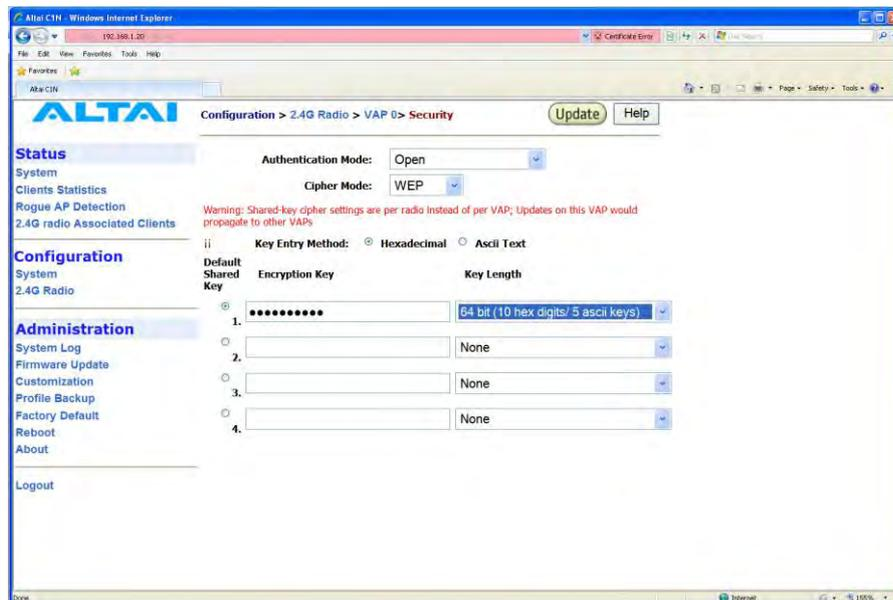 Altai C1N - Windows Internet Explorer
192.168.1.20
Certificate Error
File Edit View Favorites Tools Help
Favorites
Altai C1N
Page Safety Tools
ALTAI
Configuration > 2.4G Radio > VAP 0> Security
Update
Help
Status
System
Clients Statistics
Rogue AP Detection
2.4G radio Associated Clients
Configuration
System
2.4G Radio
Administration
System Log
Firmware Update
Customization
Profile Backup
Factory Default
Reboot
About
Logout
Authentication Mode: Open
Cipher Mode: WEP
Warning: Shared-key cipher settings are per radio instead of per VAP; Updates on this VAP would
propagate to other VAPs
¡¡ Key Entry Method: Hexadecimal Ascii Text
Default Shared Key
Encryption Key
Key Length
1. ●●●●●●●●●● 64 bit (10 hex digits/ 5 ascii keys)
2. None
3. None
4. None
Done
Internet
155%